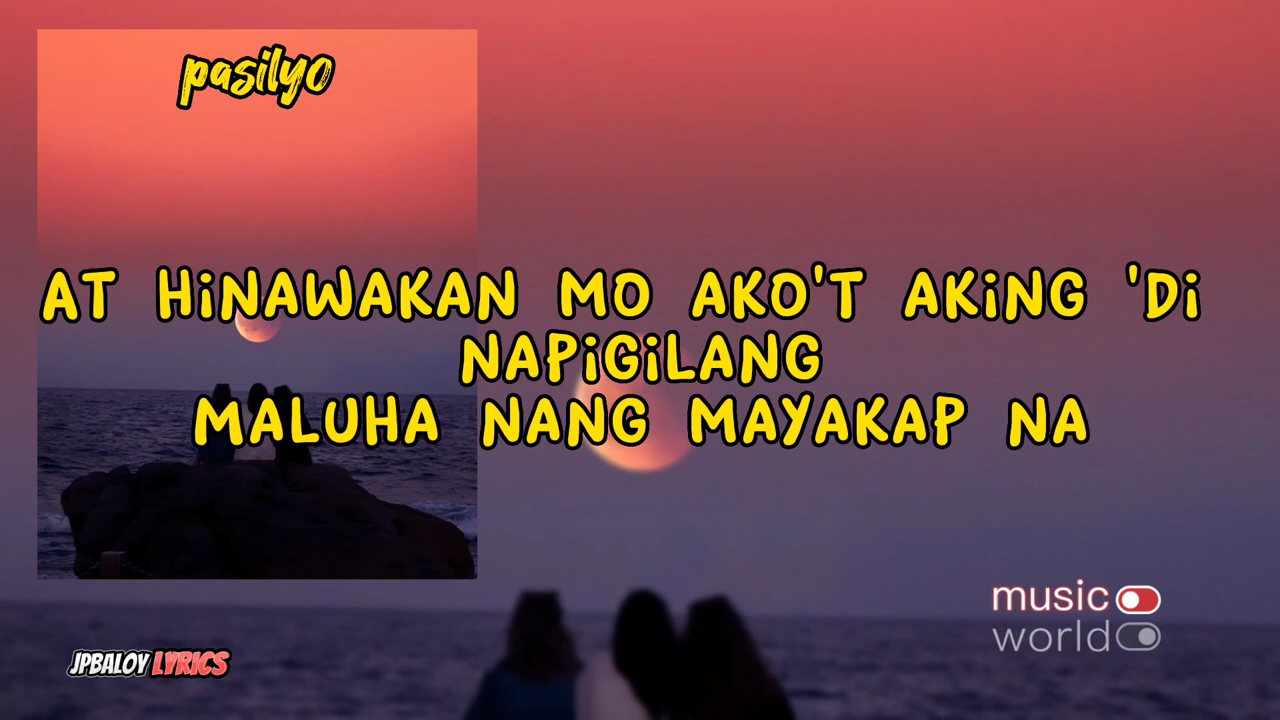 pasilyo
AT HiNAWAKAN MO AKO'T AKiNG 'Di
NAPiGiLANG
MALUHA NANG MAYAKAP NA
music
world
JPBALOY LYRICS